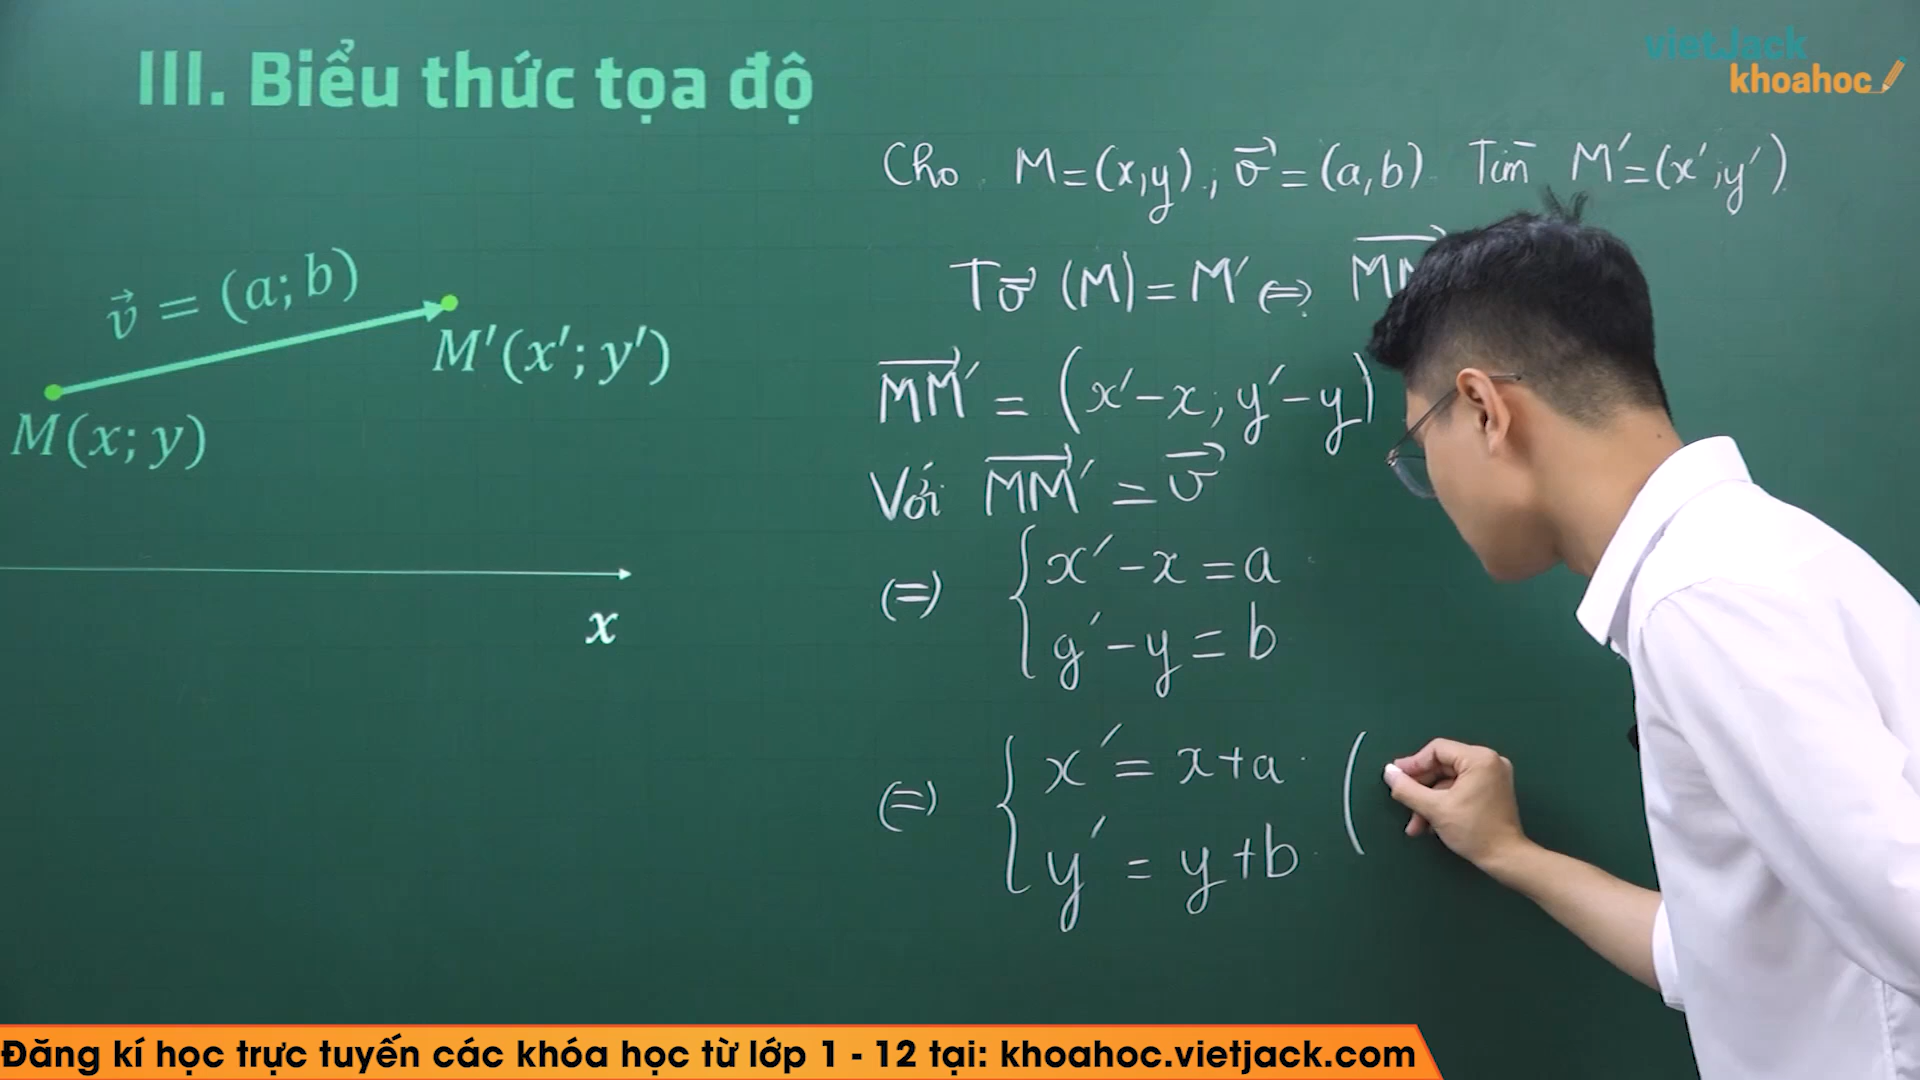 III. Biểu thức tọa độ
vietJack
khoahoc
Cho M=(x,y), v⃗=(a,b) Tìm M'=(x';y')
Tv⃗ (M)=M' (=) MM
v⃗ = (a; b)
M'(x'; y')
M(x; y)
MM'⃗ = (x'-x; y'-y)
Với MM'⃗ = v⃗
(=) { x'-x=a
y'-y=b
x
(=) { x'=x+a (
y'=y+b
Đăng kí học trực tuyến các khóa học từ lớp 1 - 12 tại: khoahoc.vietjack.com